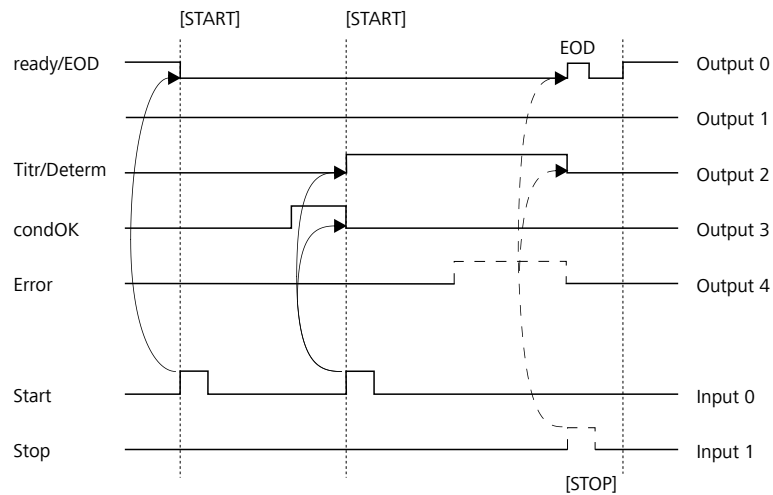 [START] [START]
EOD
ready/EOD Output 0
Output 1
Titr/Determ Output 2
condOK Output 3
Error Output 4
Start Input 0
Stop Input 1
[STOP]